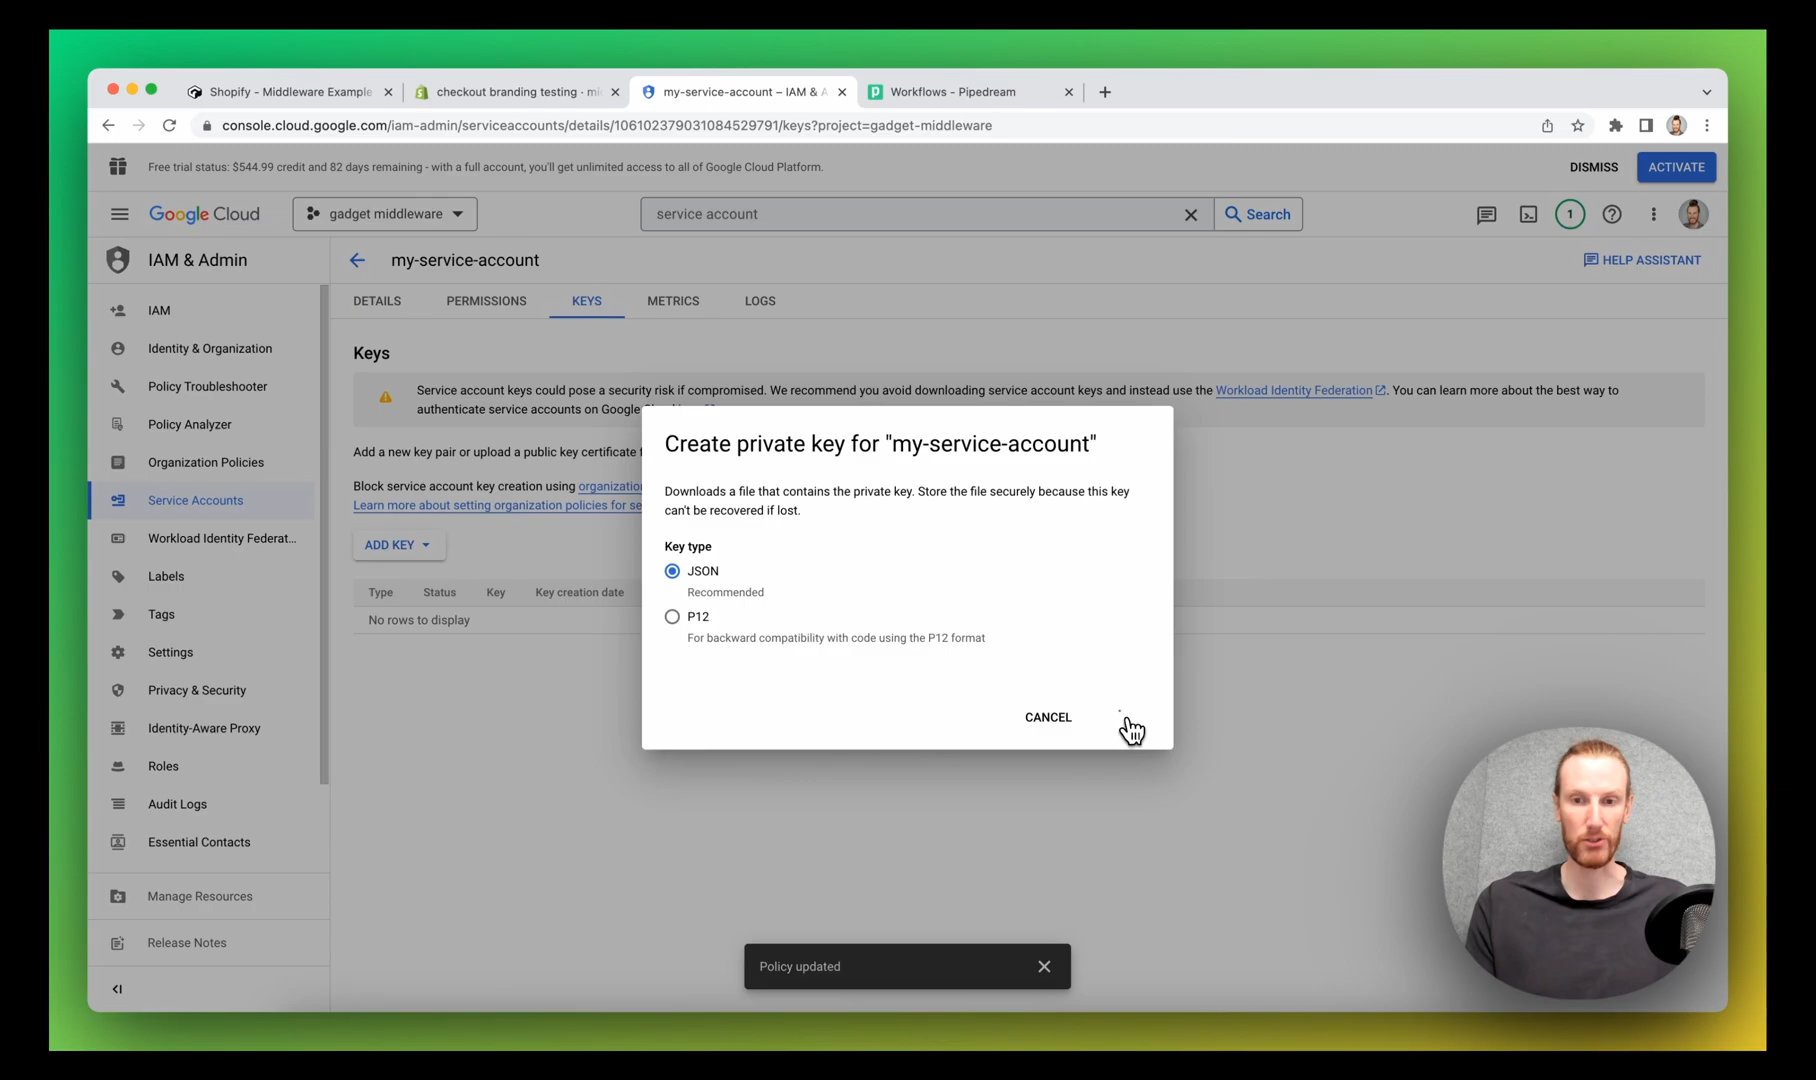 Shopify - Middleware Example
checkout branding testing · mi
my-service-account – IAM & A
Workflows - Pipedream
console.cloud.google.com/iam-admin/serviceaccounts/details/106102379031084529791/keys?project=gadget-middleware
Free trial status: $544.99 credit and 82 days remaining - with a full account, you'll get unlimited access to all of Google Cloud Platform.
DISMISS
ACTIVATE
Google Cloud
gadget middleware
service account
Search
1
IAM & Admin
my-service-account
HELP ASSISTANT
DETAILS
PERMISSIONS
KEYS
METRICS
LOGS
IAM
Identity & Organization
Policy Troubleshooter
Policy Analyzer
Organization Policies
Service Accounts
Workload Identity Federat...
Labels
Tags
Settings
Privacy & Security
Identity-Aware Proxy
Roles
Audit Logs
Essential Contacts
Manage Resources
Release Notes
Keys
Service account keys could pose a security risk if compromised. We recommend you avoid downloading service account keys and instead use the Workload Identity Federation. You can learn more about the best way to
authenticate service accounts on Google
Add a new key pair or upload a public key certificate
Block service account key creation using
Learn more about setting organization policies for
ADD KEY
Type
Status
Key
Key creation date
No rows to display
Create private key for "my-service-account"
Downloads a file that contains the private key. Store the file securely because this key
can't be recovered if lost.
Key type
JSON
Recommended
P12
For backward compatibility with code using the P12 format
CANCEL
Policy updated